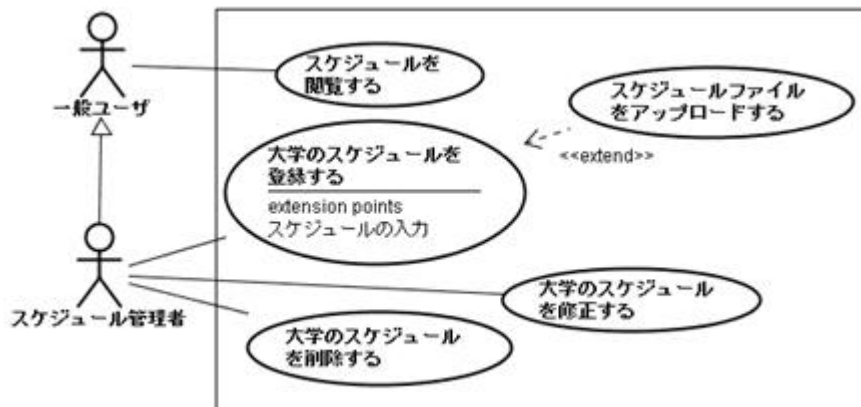 スケジュールを
閲覧する
スケジュールファイル
をアップロードする
一般ユーザ
<<extend>>
大学のスケジュールを
登録する
extension points
スケジュールの入力
大学のスケジュール
を修正する
スケジュール管理者
大学のスケジュール
を削除する